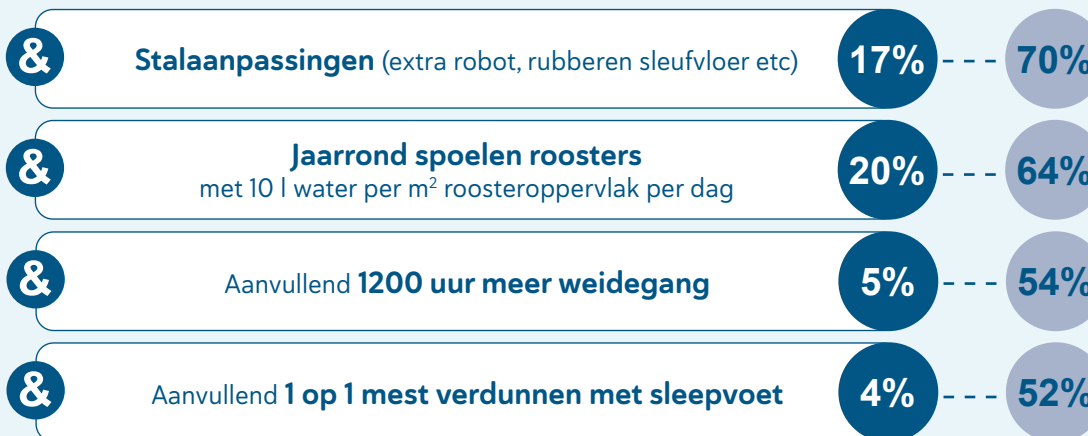 & Stalaanpassingen (extra robot, rubberen sleufvloer etc) 17% --- 70%
& Jaarrond spoelen roosters
met 10 l water per m² roosteroppervlak per dag 20% --- 64%
& Aanvullend 1200 uur meer weidegang 5% --- 54%
& Aanvullend 1 op 1 mest verdunnen met sleepvoet 4% --- 52%